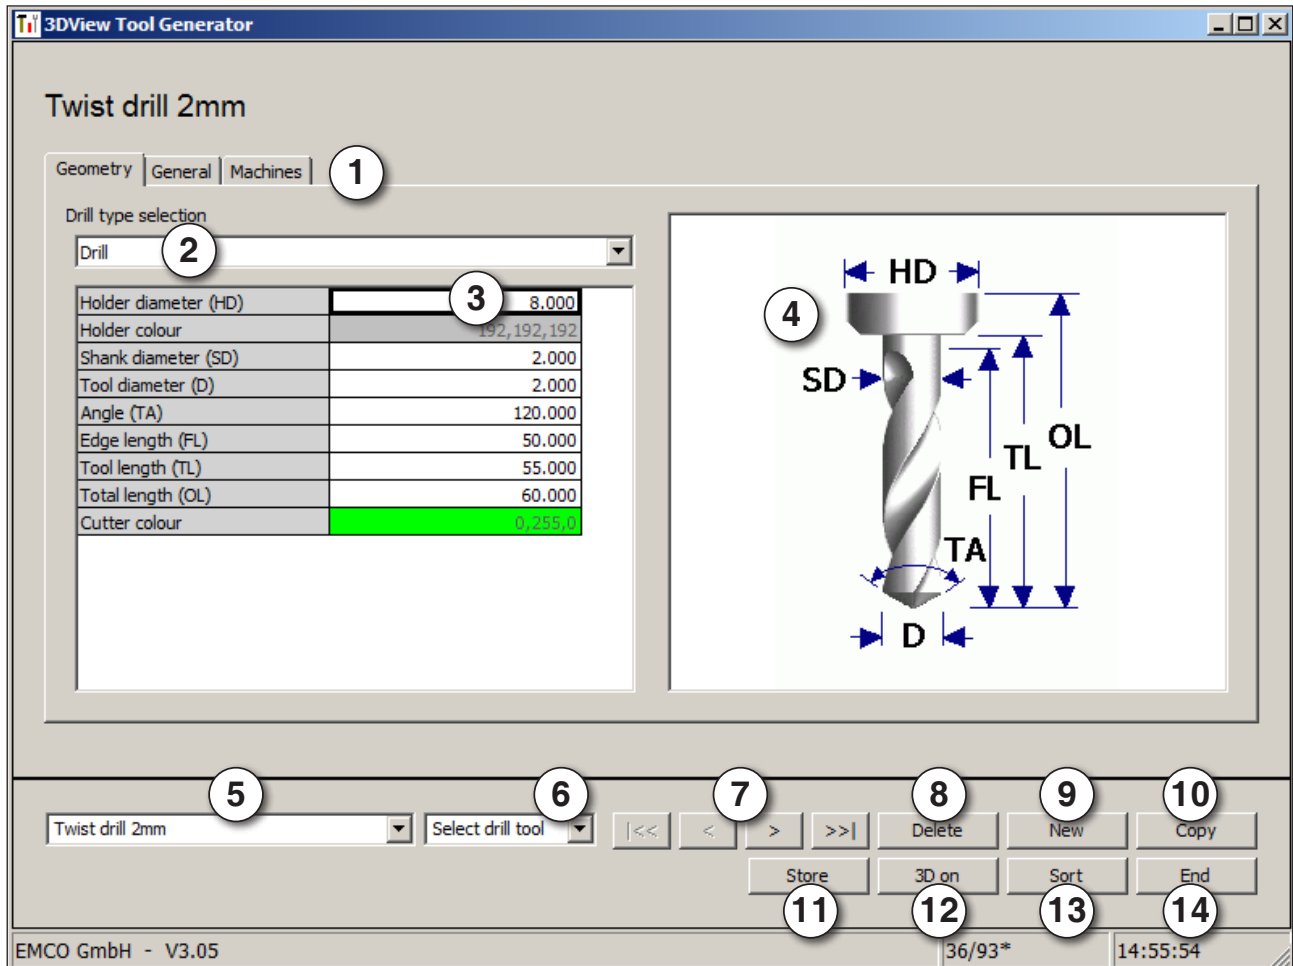 3DView Tool Generator
Twist drill 2mm
Geometry General Machines 1
Drill type selection
Drill 2
Holder diameter (HD) 3 8.000
Holder colour 192,192,192
Shank diameter (SD) 2.000
Tool diameter (D) 2.000
Angle (TA) 120.000
Edge length (FL) 50.000
Tool length (TL) 55.000
Total length (OL) 60.000
Cutter colour 0,255,0
HD
4
SD
OL
TL
FL
TA
D
5 6 7 8 9 10
Twist drill 2mm Select drill tool |<< < > >>| Delete New Copy
Store 3D on Sort End
11 12 13 14
EMCO GmbH - V3.05 36/93* 14:55:54